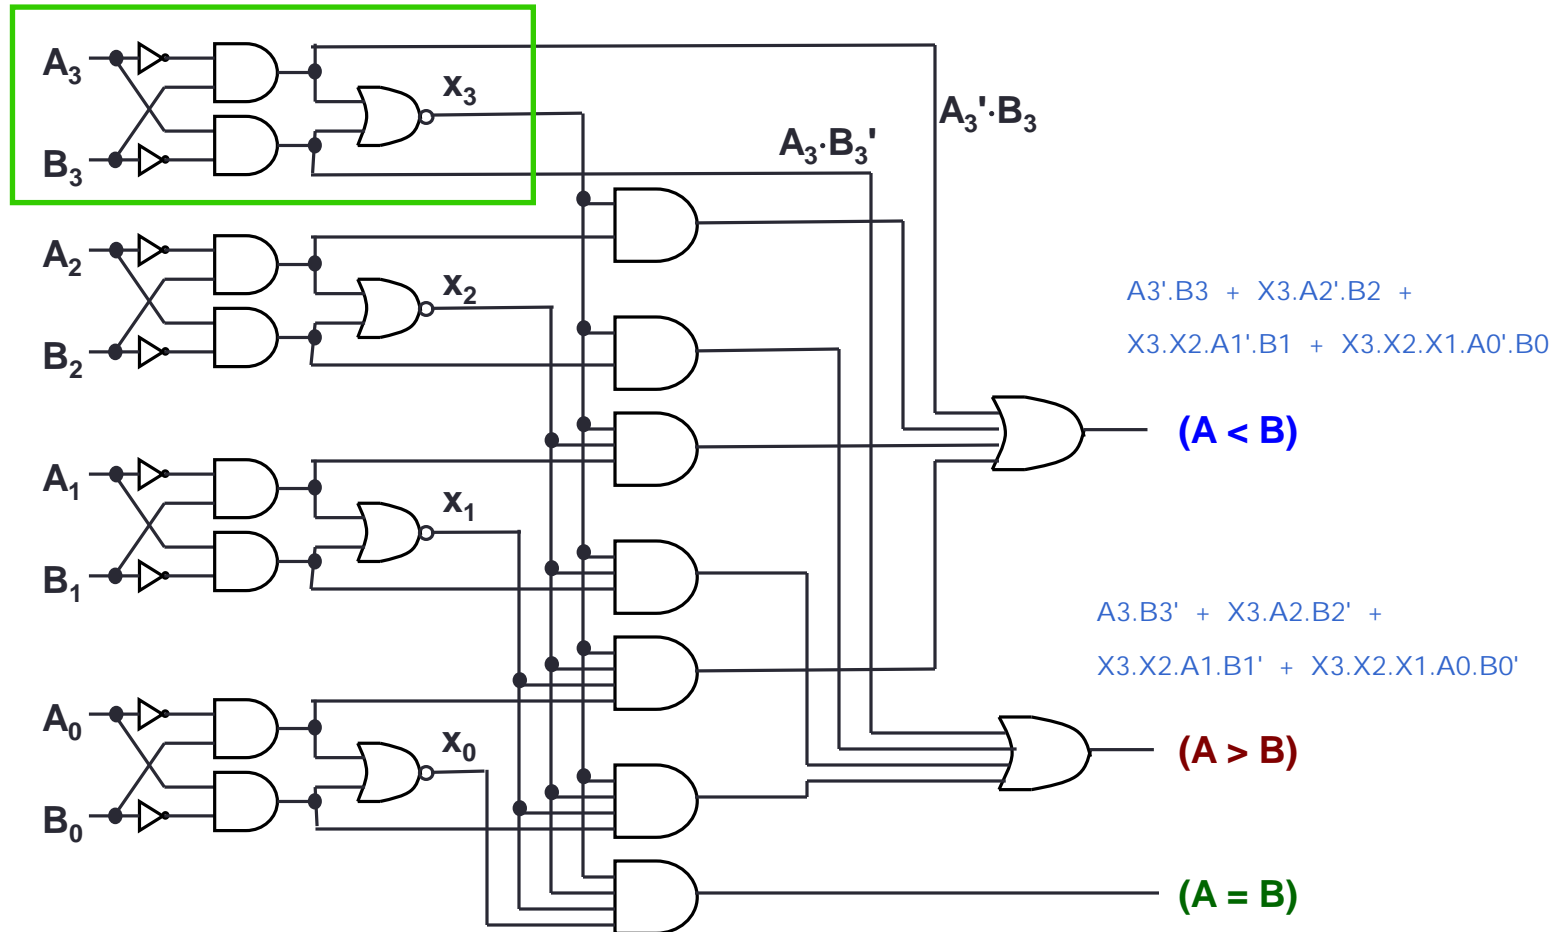 A₃
x₃
A₃'·B₃
A₃·B₃'
B₃
A₂
x₂
B₂
A3'.B3 + X3.A2'.B2 +
X3.X2.A1'.B1 + X3.X2.X1.A0'.B0
(A < B)
A₁
x₁
B₁
A3.B3' + X3.A2.B2' +
X3.X2.A1.B1' + X3.X2.X1.A0.B0'
A₀
x₀
(A > B)
B₀
(A = B)